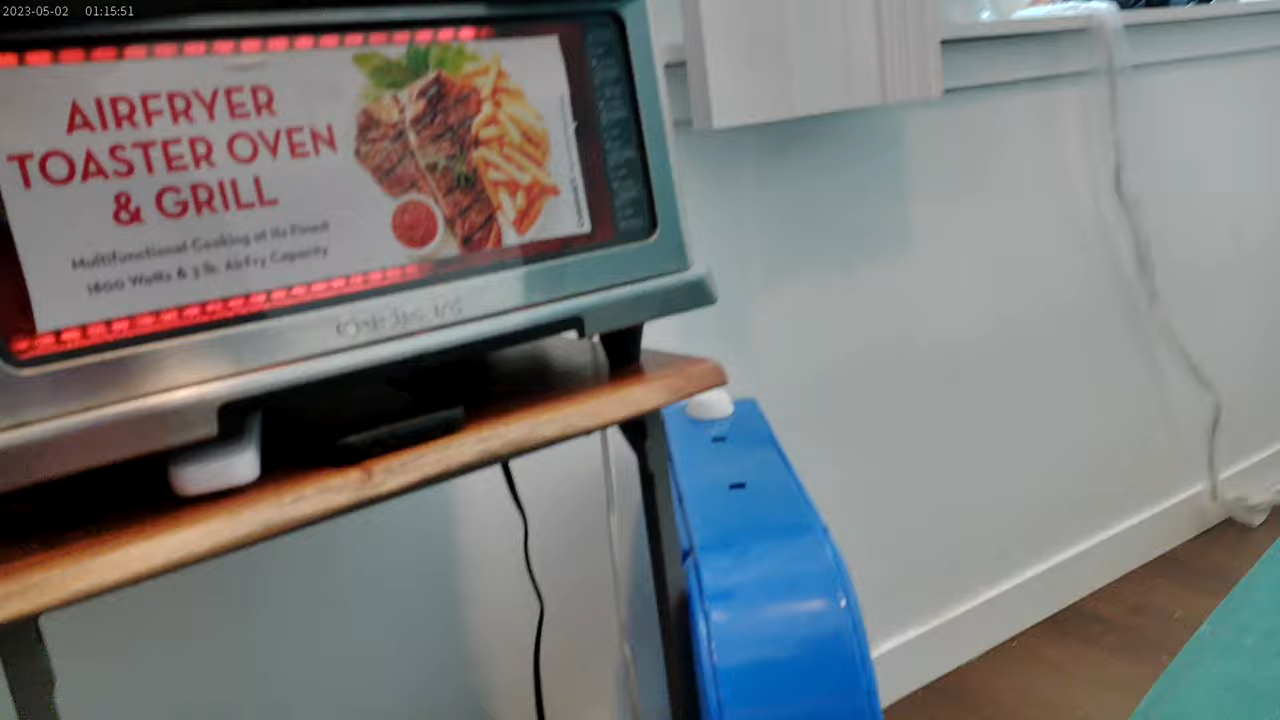 2023-05-02 01:15:51
AIRFRYER
TOASTER OVEN
& GRILL
Multifunctional Cooking at Its Finest
1800 Watts & 3 lb. AirFry Capacity